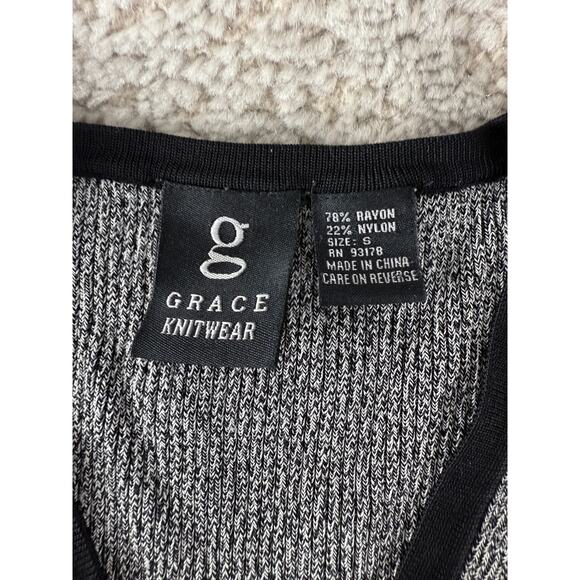 g
GRACE
KNITWEAR
78% RAYON
22% NYLON
SIZE: S
RN 93178
MADE IN CHINA
CARE ON REVERSE